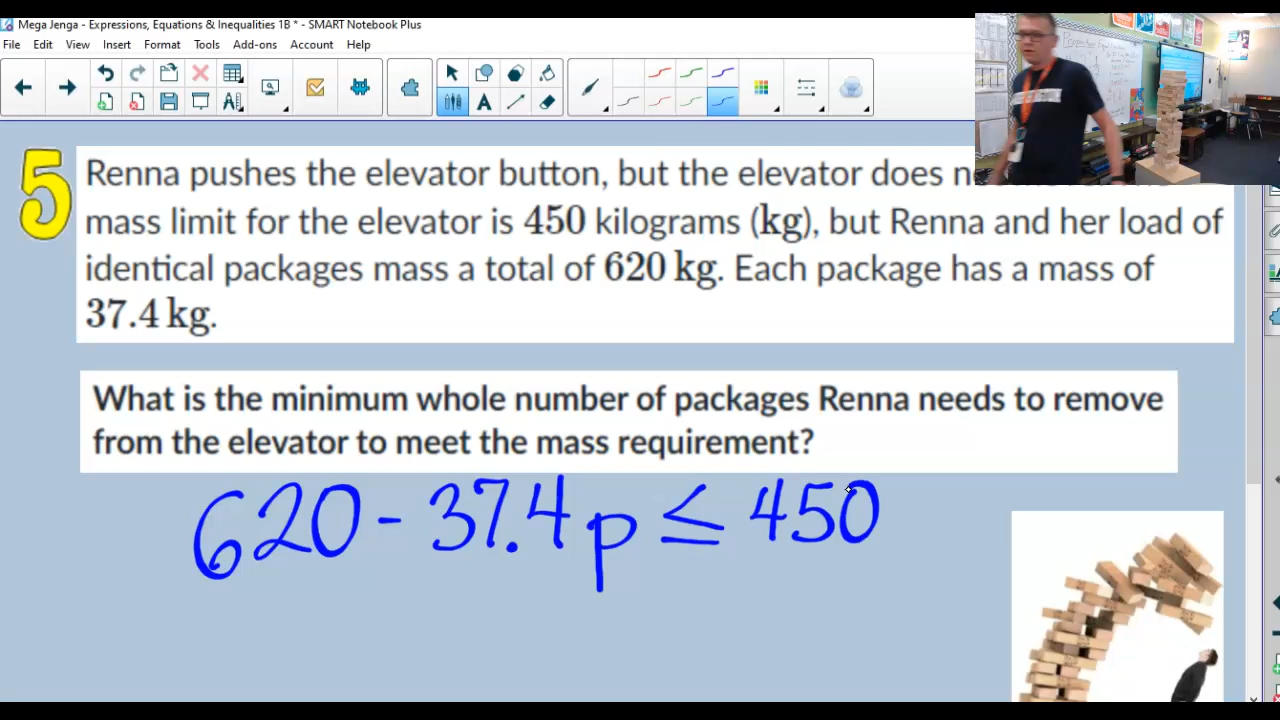 Mega Jenga - Expressions, Equations & Inequalities 1B * - SMART Notebook Plus
File Edit View Insert Format Tools Add-ons Account Help
5
Renna pushes the elevator button, but the elevator does
mass limit for the elevator is 450 kilograms (kg), but Renna and her load of
identical packages mass a total of 620 kg. Each package has a mass of
37.4 kg.
What is the minimum whole number of packages Renna needs to remove
from the elevator to meet the mass requirement?
620 - 37.4p ≤ 450